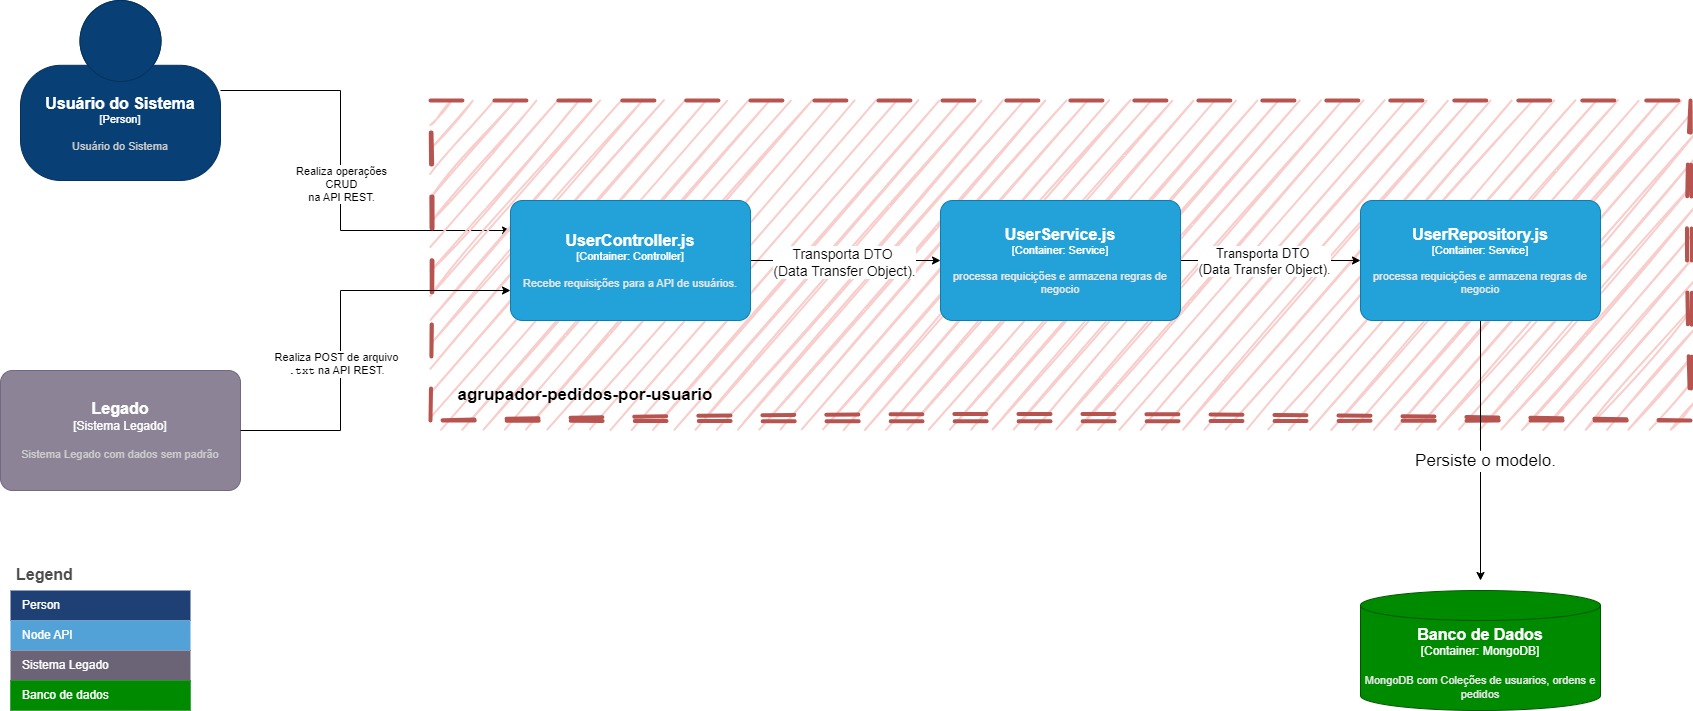 Usuário do Sistema
[Person]
Usuário do Sistema
Realiza operações
CRUD
na API REST.
UserController.js
[Container: Controller]
Recebe requisições para a API de usuários.
Transporta DTO
(Data Transfer Object).
UserService.js
[Container: Service]
processa requicições e armazena regras de
negocio
Transporta DTO
(Data Transfer Object).
UserRepository.js
[Container: Service]
processa requicições e armazena regras de
negocio
Realiza POST de arquivo
.txt na API REST.
agrupador-pedidos-por-usuario
Legado
[Sistema Legado]
Sistema Legado com dados sem padrão
Persiste o modelo.
Legend
Person
Node API
Sistema Legado
Banco de dados
Banco de Dados
[Container: MongoDB]
MongoDB com Coleções de usuarios, ordens e
pedidos